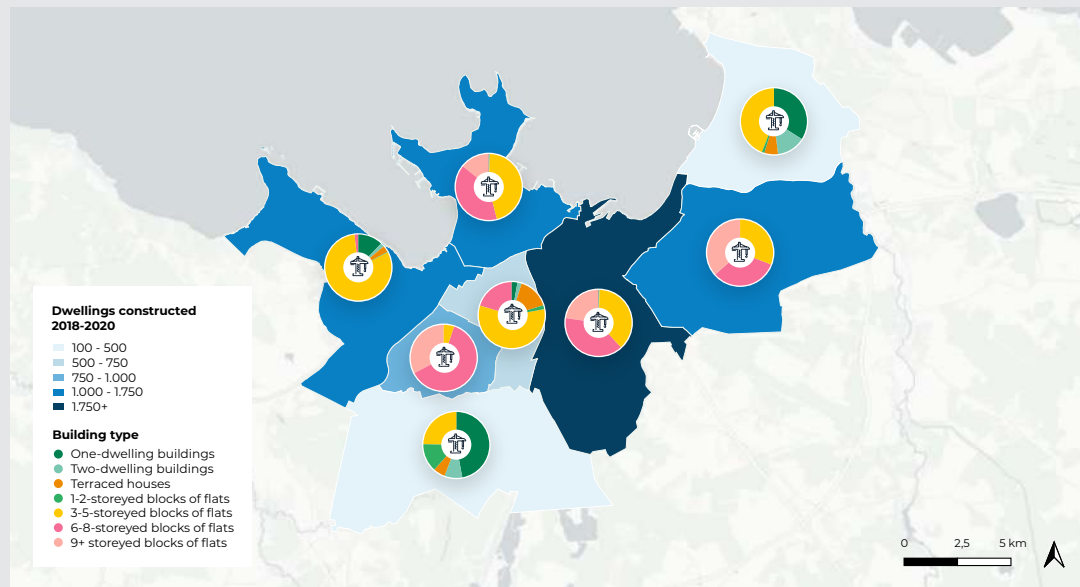 Dwellings constructed
2018-2020
100 - 500
500 - 750
750 - 1.000
1.000 - 1.750
1.750+
Building type
One-dwelling buildings
Two-dwelling buildings
Terraced houses
1-2-storeyed blocks of flats
3-5-storeyed blocks of flats
6-8-storeyed blocks of flats
9+ storeyed blocks of flats
0 2,5 5 km